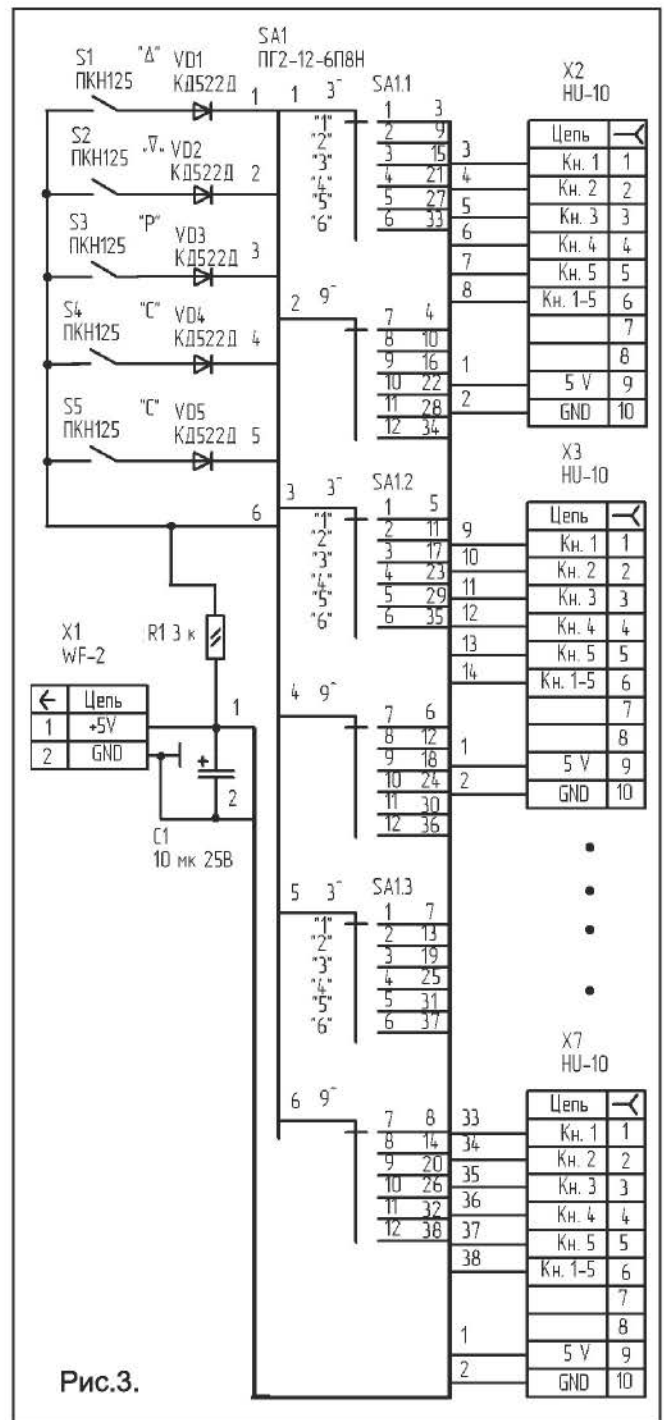 SA1
ПГ2-12-6П8Н
S1 "Δ" VD1
ПКН125 КД522Д 1
S2 "∇" VD2
ПКН125 КД522Д 2
S3 "P" VD3
ПКН125 КД522Д 3
S4 "C" VD4
ПКН125 КД522Д 4
S5 "C" VD5
ПКН125 КД522Д 5
6
R1 3 к
X1
WF-2
← Цепь
1 +5V
2 GND
1
+
2
C1
10 мк 25В
1 3⁻ SA1.1
"1" 1 3
"2" 2 9
"3" 3 15
"4" 4 21
"5" 5 27
"6" 6 33
2 9⁻
7 4
8 10
9 16
10 22
11 28
12 34
3 3⁻ SA1.2
"1" 1 5
"2" 2 11
"3" 3 17
"4" 4 23
"5" 5 29
"6" 6 35
4 9⁻
7 6
8 12
9 18
10 24
11 30
12 36
5 3⁻ SA1.3
"1" 1 7
"2" 2 13
"3" 3 19
"4" 4 25
"5" 5 31
"6" 6 37
6 9⁻
7 8
8 14
9 20
10 26
11 32
12 38
X2
HU-10
Цепь
3 Кн. 1 1
4 Кн. 2 2
5 Кн. 3 3
6 Кн. 4 4
7 Кн. 5 5
8 Кн. 1-5 6
7
8
1 5 V 9
2 GND 10
X3
HU-10
Цепь
9 Кн. 1 1
10 Кн. 2 2
11 Кн. 3 3
12 Кн. 4 4
13 Кн. 5 5
14 Кн. 1-5 6
7
8
1 5 V 9
2 GND 10
X7
HU-10
Цепь
33 Кн. 1 1
34 Кн. 2 2
35 Кн. 3 3
36 Кн. 4 4
37 Кн. 5 5
38 Кн. 1-5 6
7
8
1 5 V 9
2 GND 10
Рис.3.